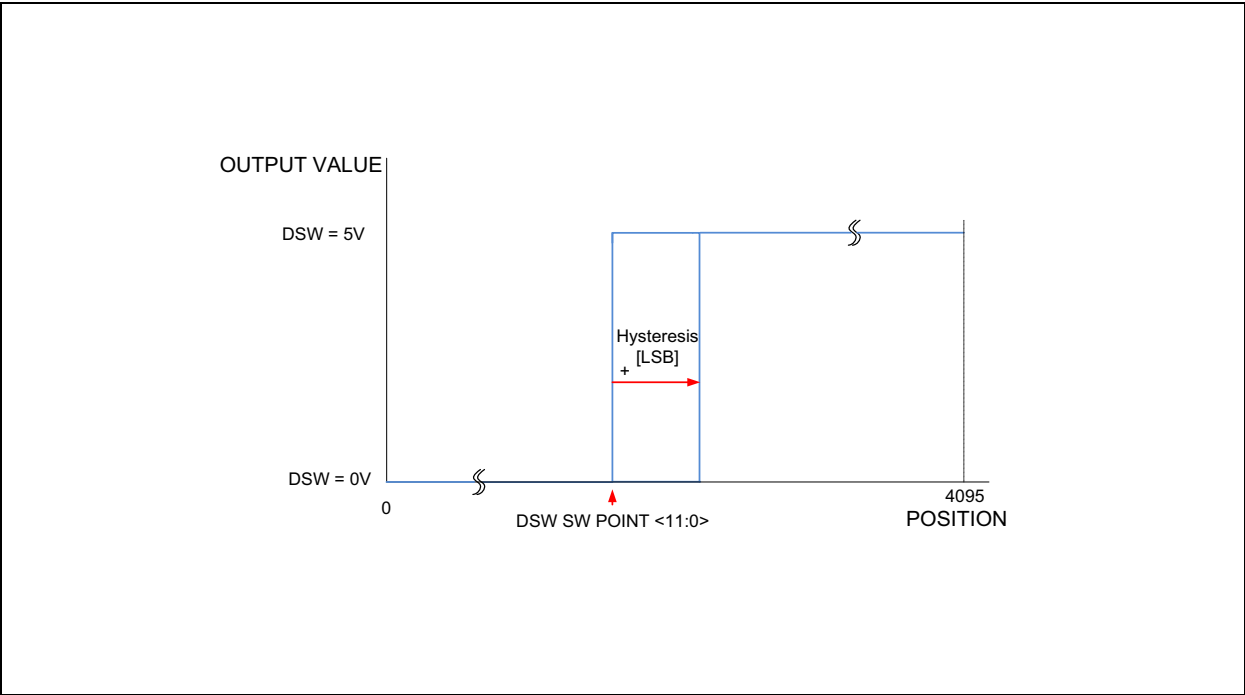 OUTPUT VALUE
DSW = 5V
Hysteresis
[LSB]
+
DSW = 0V
0
DSW SW POINT <11:0>
4095
POSITION